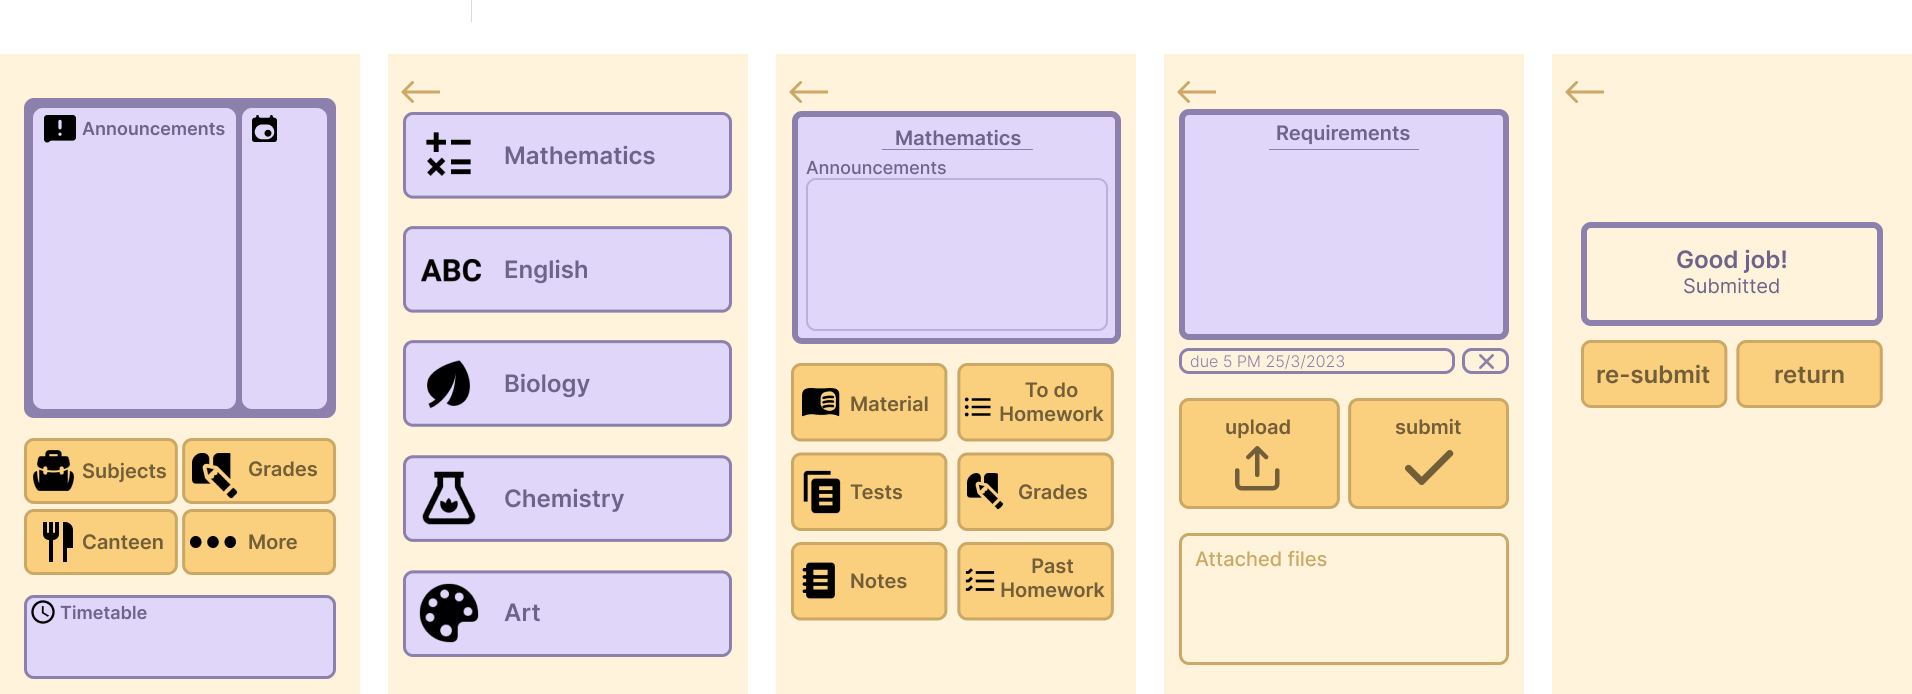 Announcements
Subjects
Grades
Canteen
More
Timetable
Mathematics
ABC
English
Biology
Chemistry
Art
Mathematics
Announcements
Material
To do
Homework
Tests
Grades
Notes
Past
Homework
Requirements
due 5 PM 25/3/2023
upload
submit
Attached files
Good job!
Submitted
re-submit
return